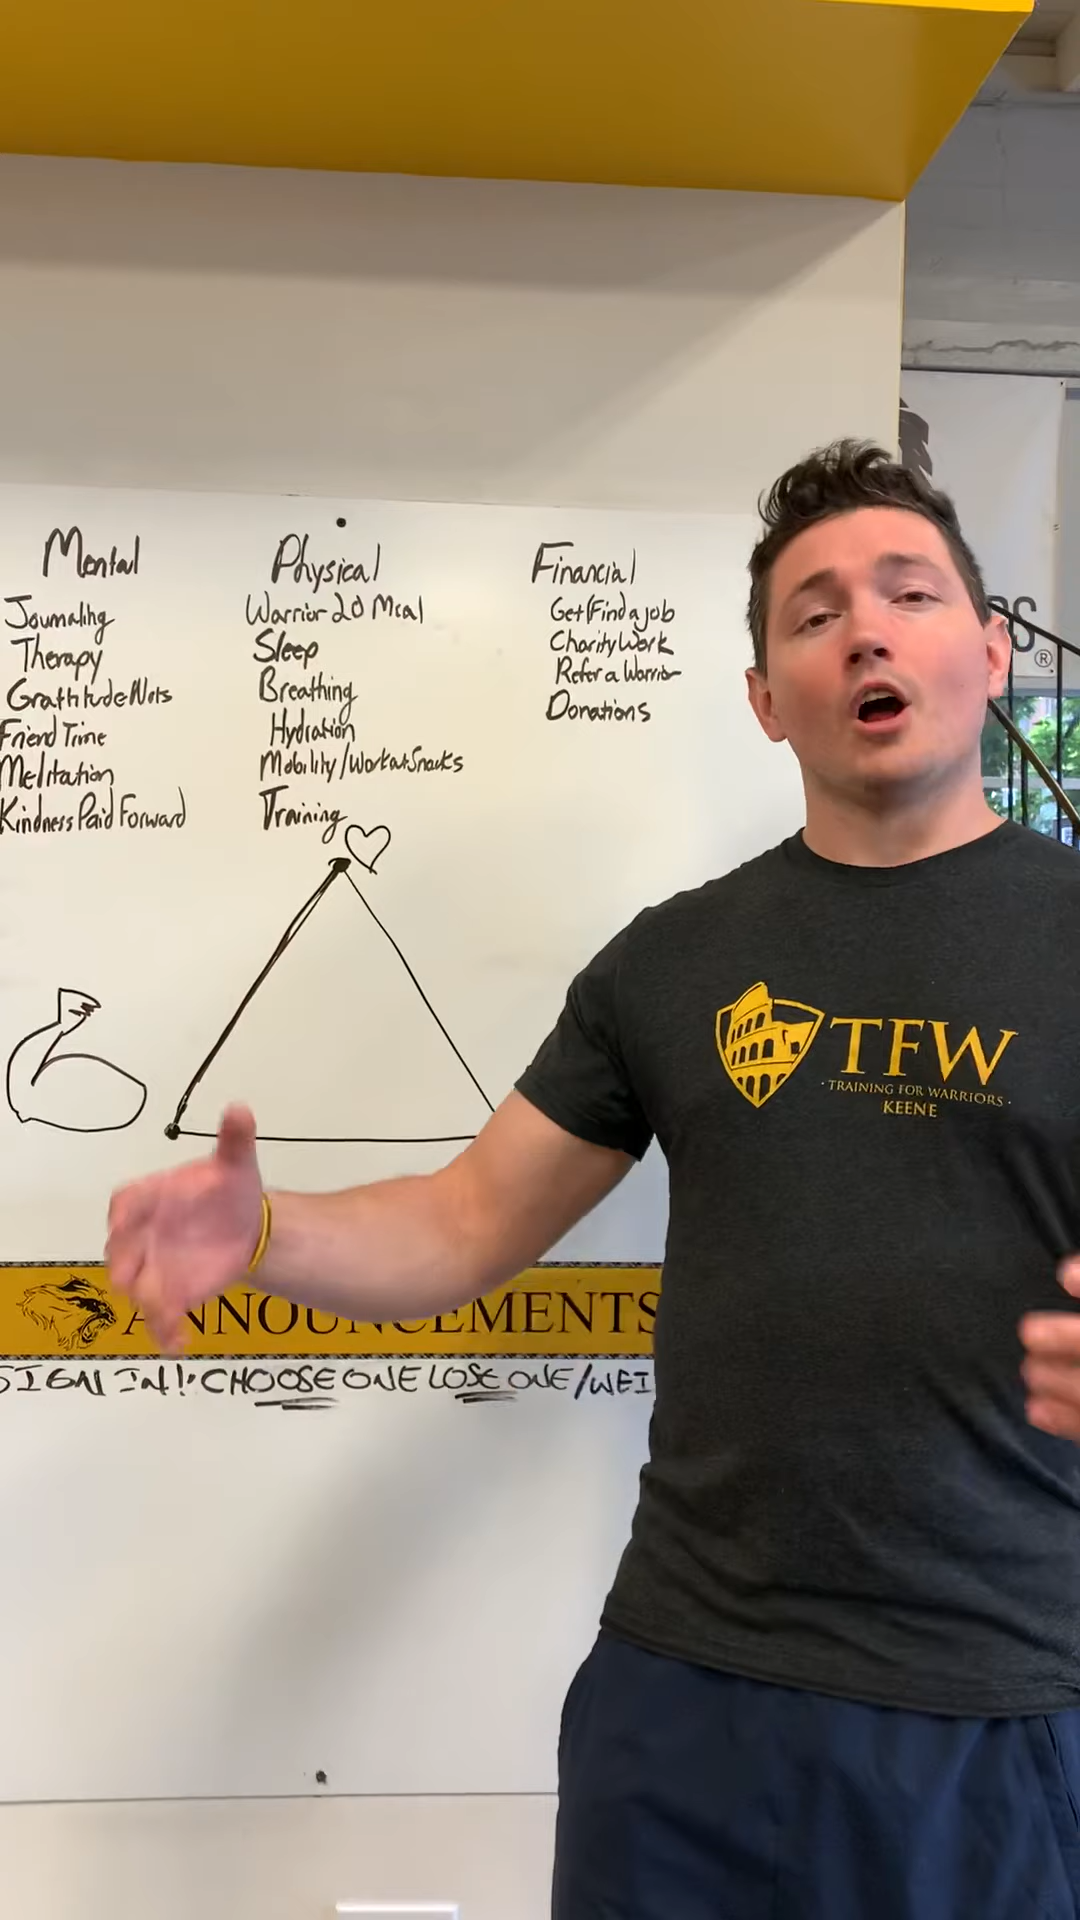 Mental
Journaling
Therapy
Gratitude Nots
Friend Time
Meditation
Kindness Paid Forward
Physical
Warrior 20 Meal
Sleep
Breathing
Hydration
Mobility/Workout Snacks
Training
Financial
Get/Find a job
Charity Work
Refer a Warrior
Donations
®
TFW
· TRAINING FOR WARRIORS ·
KEENE
ANNOUNCEMENTS
SIGN IN!· CHOOSE ONE LOSE ONE/WEI